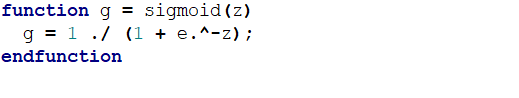 function g = sigmoid(z)
  g = 1 ./ (1 + e.^-z);
endfunction